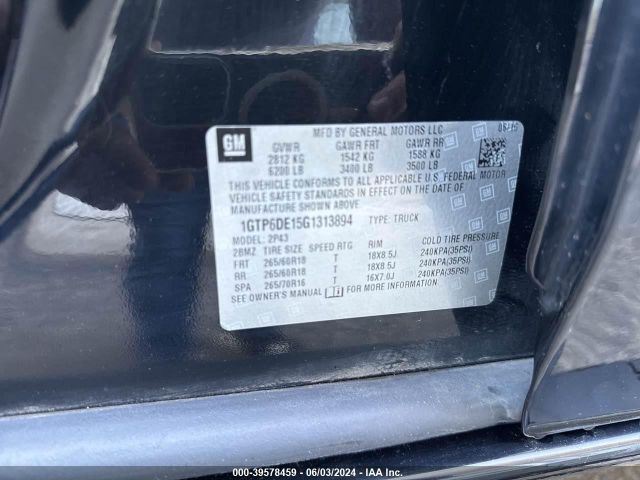 GM
MFD BY GENERAL MOTORS LLC
06/15
GVWR GAWR FRT GAWR RR
2812 KG 1542 KG 1588 KG
6200 LB 3400 LB 3500 LB
THIS VEHICLE CONFORMS TO ALL APPLICABLE U.S. FEDERAL MOTOR
VEHICLE SAFETY STANDARDS IN EFFECT ON THE DATE OF
MANUFACTURE SHOWN ABOVE.
1GTP6DE15G1313894 TYPE: TRUCK
MODEL: 2P43
2BMZ TIRE SIZE SPEED RTG RIM COLD TIRE PRESSURE
FRT 265/60R18 T 18X8.5J 240KPA(35PSI)
RR 265/60R18 T 18X8.5J 240KPA(35PSI)
SPA 265/70R16 T 16X7.0J 240KPA(35PSI)
SEE OWNER'S MANUAL FOR MORE INFORMATION.
000-39578459 - 06/03/2024 - IAA Inc.